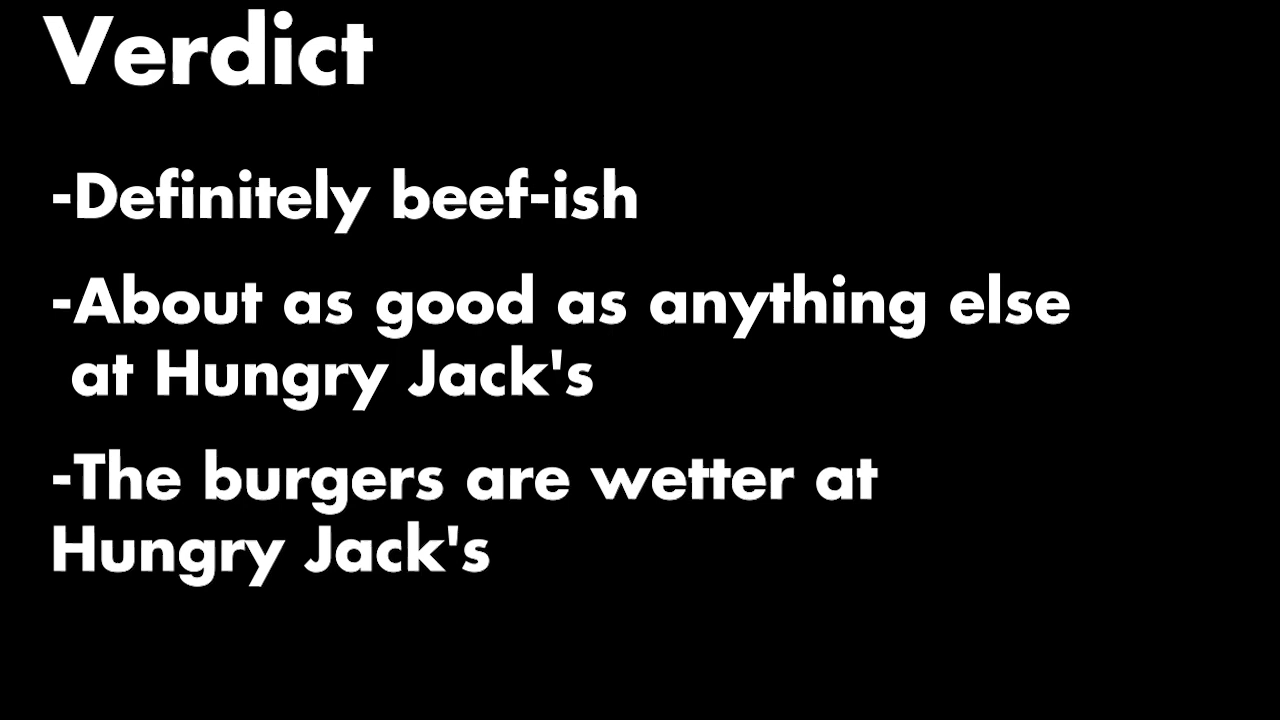 Verdict
-Definitely beef-ish
-About as good as anything else
at Hungry Jack's
-The burgers are wetter at
Hungry Jack's